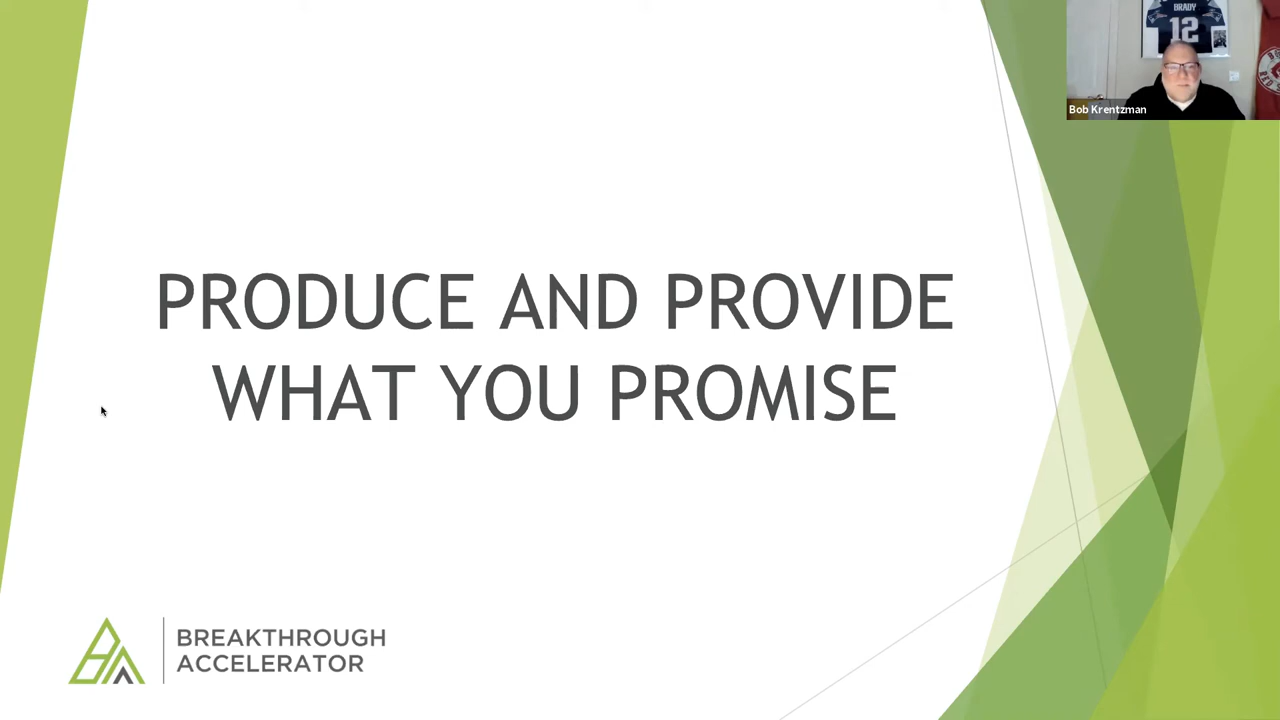 BRADY
12
Bob Krentzman
PRODUCE AND PROVIDE
WHAT YOU PROMISE
BREAKTHROUGH
ACCELERATOR